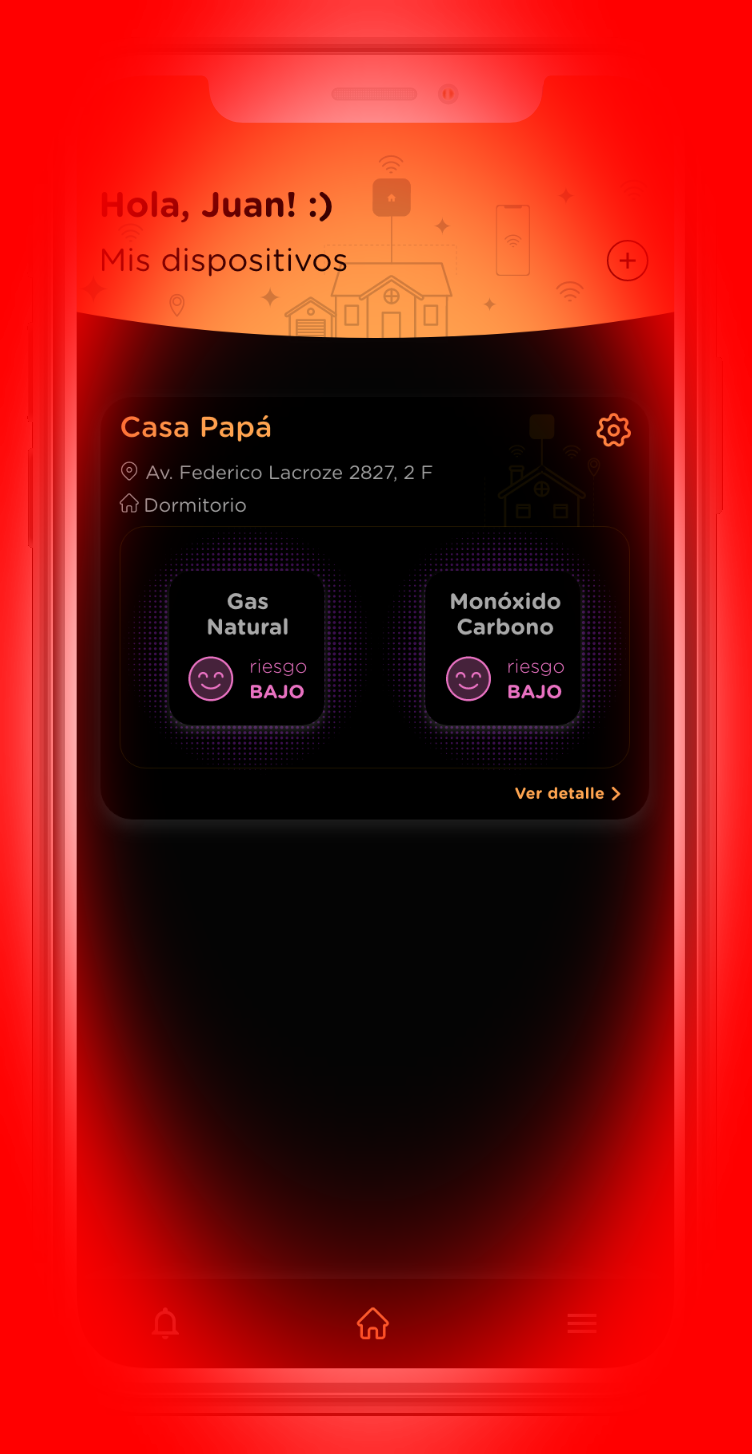 Hola, Juan! :)
Mis dispositivos
Casa Papá
Av. Federico Lacroze 2827, 2 F
Dormitorio
Gas
Natural
riesgo
BAJO
Monóxido
Carbono
riesgo
BAJO
Ver detalle